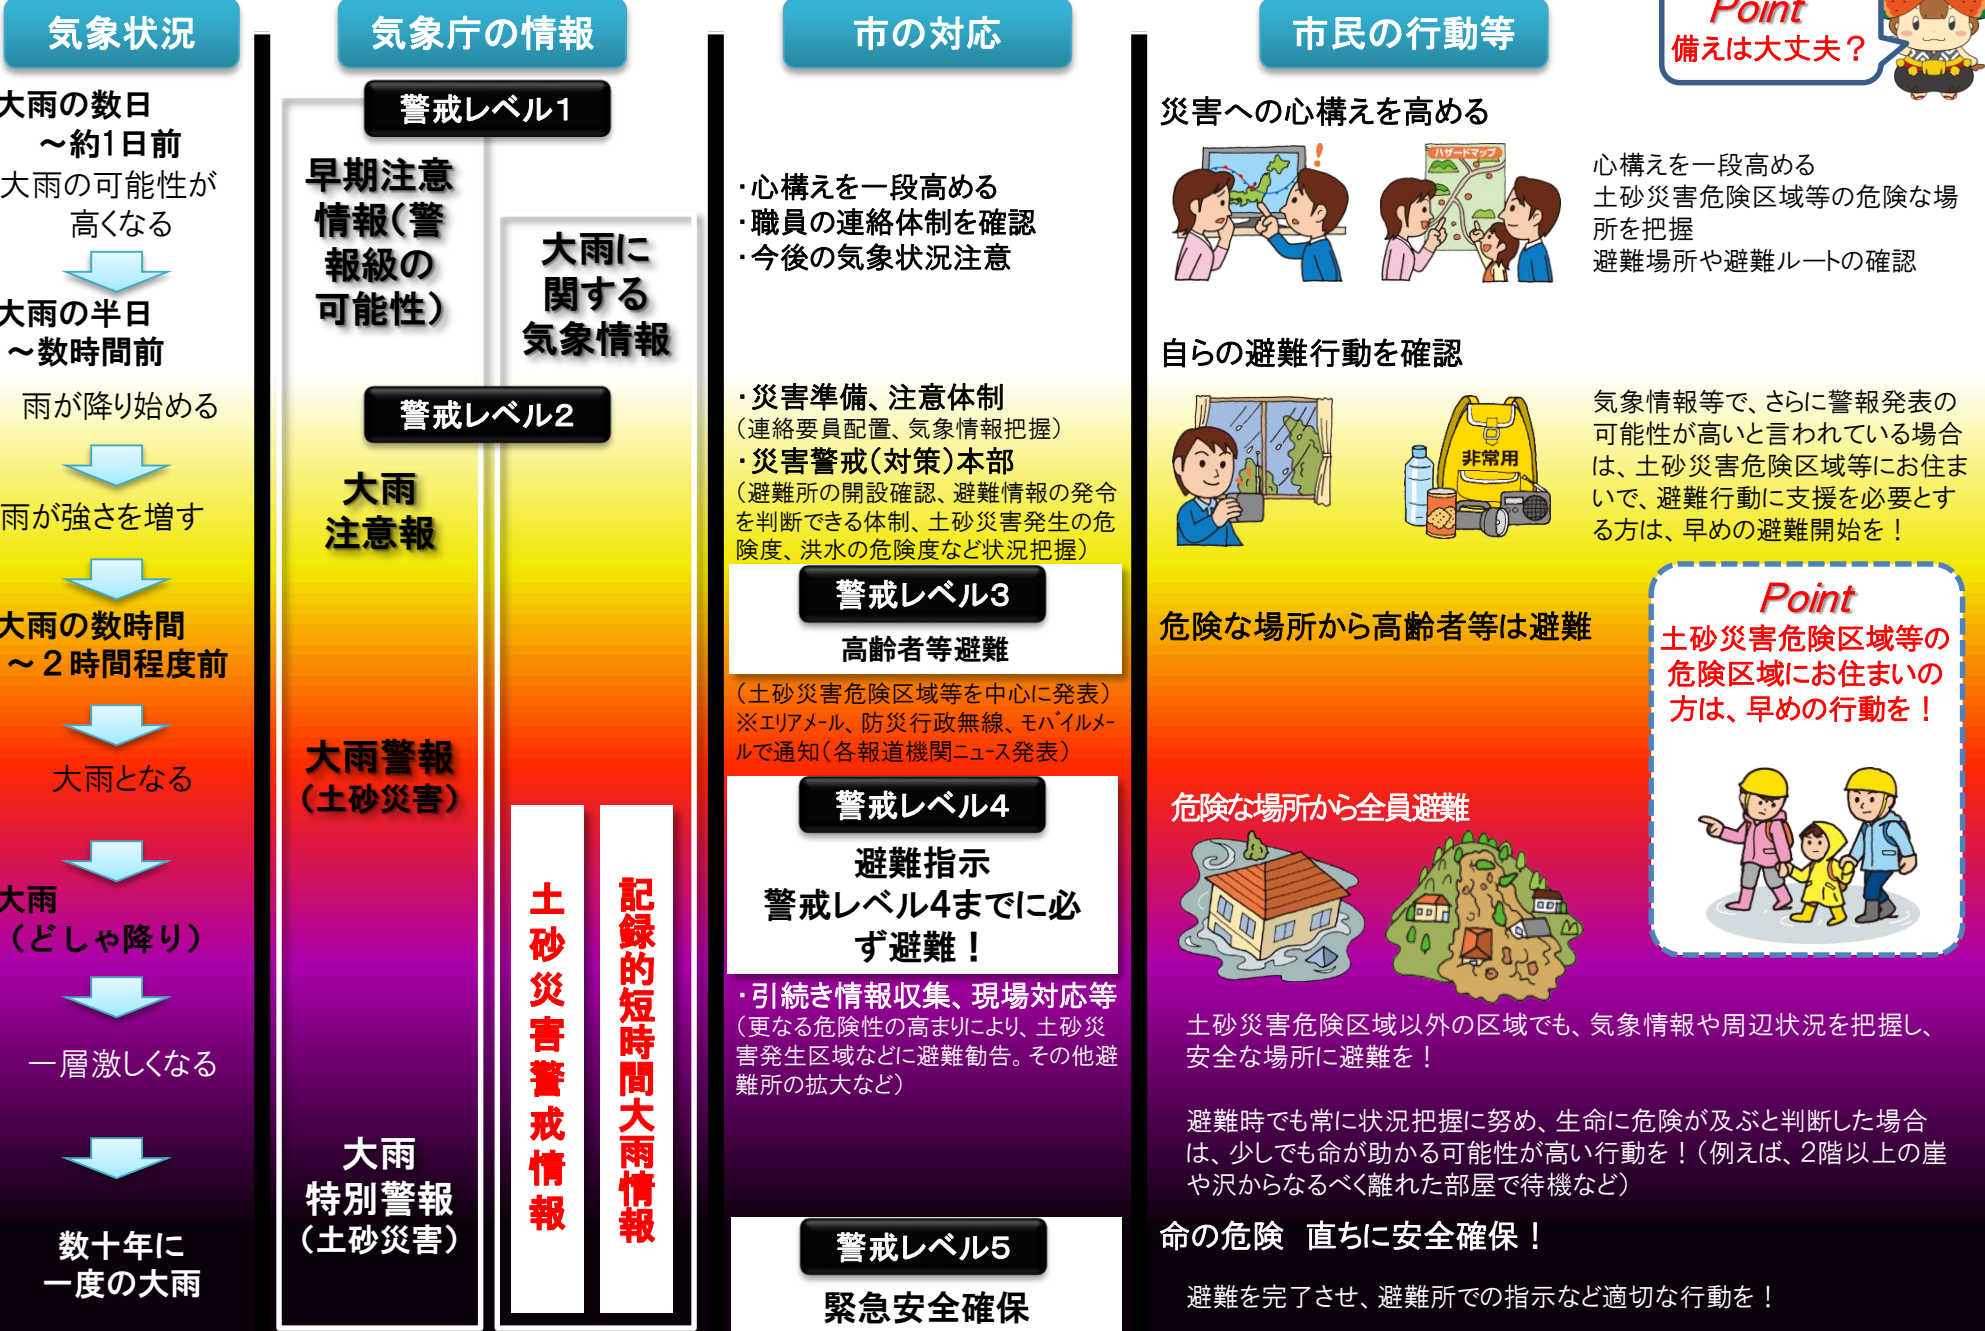 気象状況
気象庁の情報
市の対応
市民の行動等
Point
備えは大丈夫?
大雨の数日
～約1日前
大雨の可能性が
高くなる
大雨の半日
～数時間前
雨が降り始める
雨が強さを増す
大雨の数時間
～2時間程度前
大雨となる
大雨
(どしゃ降り)
一層激しくなる
数十年に
一度の大雨
警戒レベル1
早期注意
情報(警
報級の
可能性)
大雨に
関する
気象情報
警戒レベル2
大雨
注意報
大雨警報
(土砂災害)
大雨
特別警報
(土砂災害)
土砂災害警戒情報
記録的短時間大雨情報
・心構えを一段高める
・職員の連絡体制を確認
・今後の気象状況注意
・災害準備、注意体制
(連絡要員配置、気象情報把握)
・災害警戒(対策)本部
(避難所の開設確認、避難情報の発令
を判断できる体制、土砂災害発生の危
険度、洪水の危険度など状況把握)
警戒レベル3
高齢者等避難
(土砂災害危険区域等を中心に発表)
※エリアメール、防災行政無線、モバイルメー
ルで通知(各報道機関ニュース発表)
警戒レベル4
避難指示
警戒レベル4までに必
ず避難!
・引続き情報収集、現場対応等
(更なる危険性の高まりにより、土砂災
害発生区域などに避難勧告。その他避
難所の拡大など)
警戒レベル5
緊急安全確保
災害への心構えを高める
ハザードマップ
心構えを一段高める
土砂災害危険区域等の危険な場
所を把握
避難場所や避難ルートの確認
自らの避難行動を確認
非常用
気象情報等で、さらに警報発表の
可能性が高いと言われている場合
は、土砂災害危険区域等にお住ま
いで、避難行動に支援を必要とす
る方は、早めの避難開始を!
危険な場所から高齢者等は避難
Point
土砂災害危険区域等の
危険区域にお住まいの
方は、早めの行動を!
危険な場所から全員避難
土砂災害危険区域以外の区域でも、気象情報や周辺状況を把握し、
安全な場所に避難を!
避難時でも常に状況把握に努め、生命に危険が及ぶと判断した場合
は、少しでも命が助かる可能性が高い行動を!(例えば、2階以上の崖
や沢からなるべく離れた部屋で待機など)
命の危険　直ちに安全確保!
避難を完了させ、避難所での指示など適切な行動を!